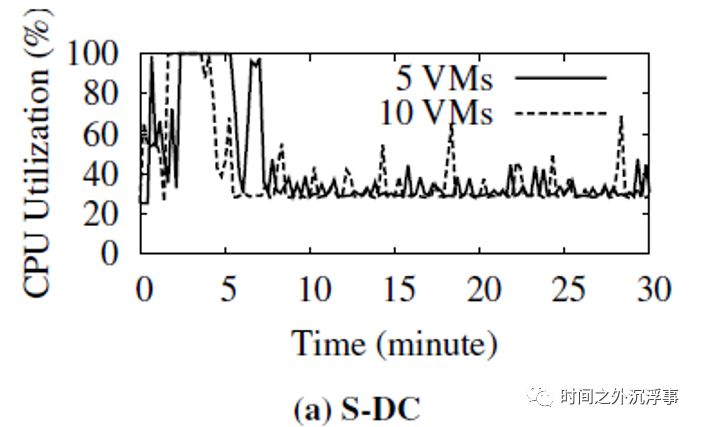 CPU Utilization (%)
100
80
60
40
20
0
5 VMs
10 VMs
0 5 10 15 20 25 30
Time (minute)
(a) S-DC
时间之外沉浮事